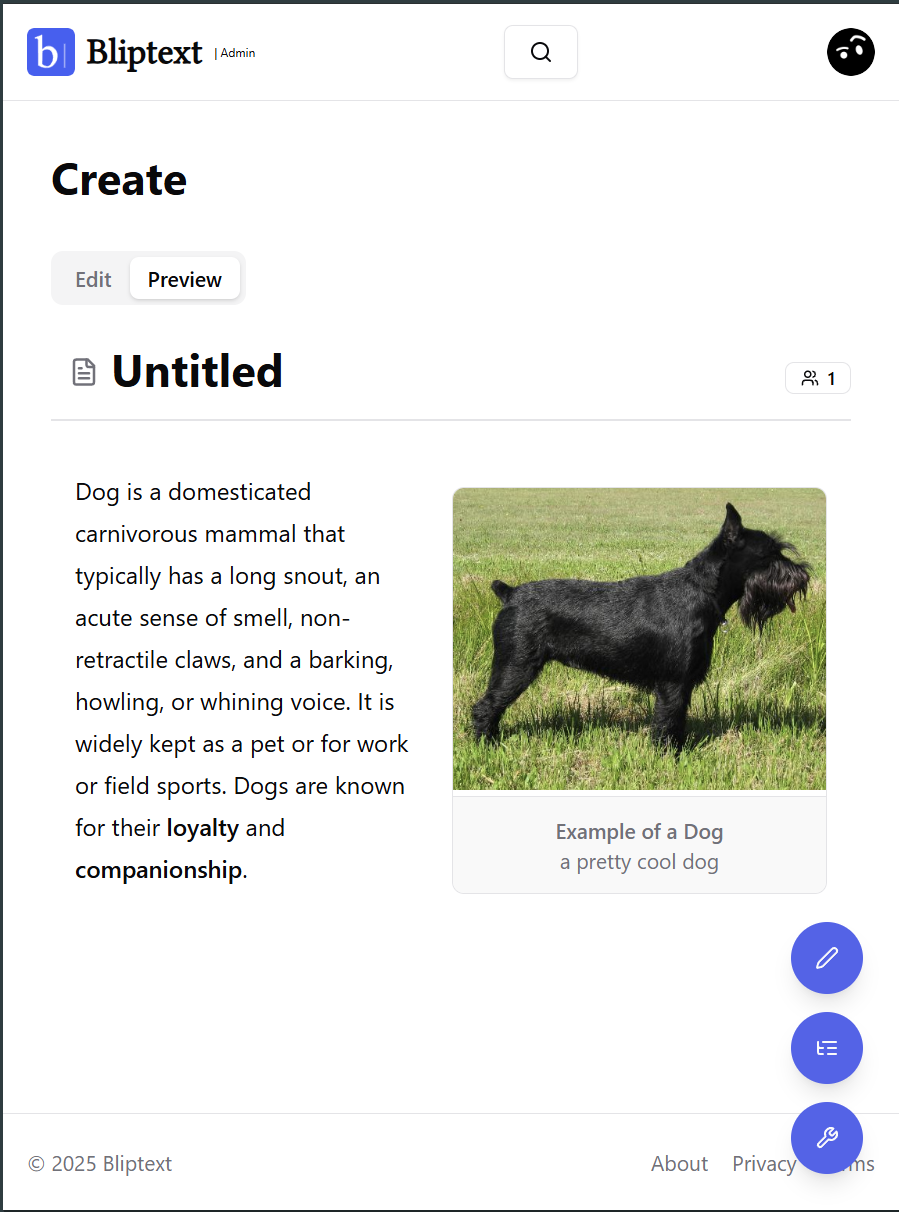 b Bliptext | Admin
Create
Edit Preview
Untitled
1
Dog is a domesticated
carnivorous mammal that
typically has a long snout, an
acute sense of smell, non-
retractile claws, and a barking,
howling, or whining voice. It is
widely kept as a pet or for work
or field sports. Dogs are known
for their loyalty and
companionship.
Example of a Dog
a pretty cool dog
© 2025 Bliptext
About Privacy